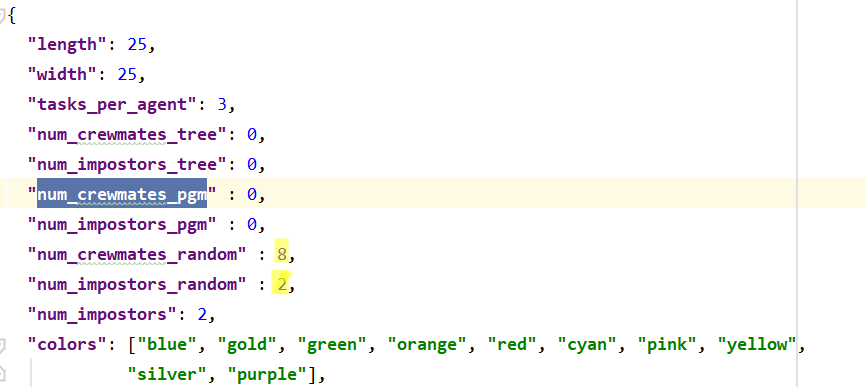 {
"length": 25,
"width": 25,
"tasks_per_agent": 3,
"num_crewmates_tree": 0,
"num_impostors_tree": 0,
"num_crewmates_pgm" : 0,
"num_impostors_pgm" : 0,
"num_crewmates_random" : 8,
"num_impostors_random" : 2,
"num_impostors": 2,
"colors": ["blue", "gold", "green", "orange", "red", "cyan", "pink", "yellow",
"silver", "purple"],